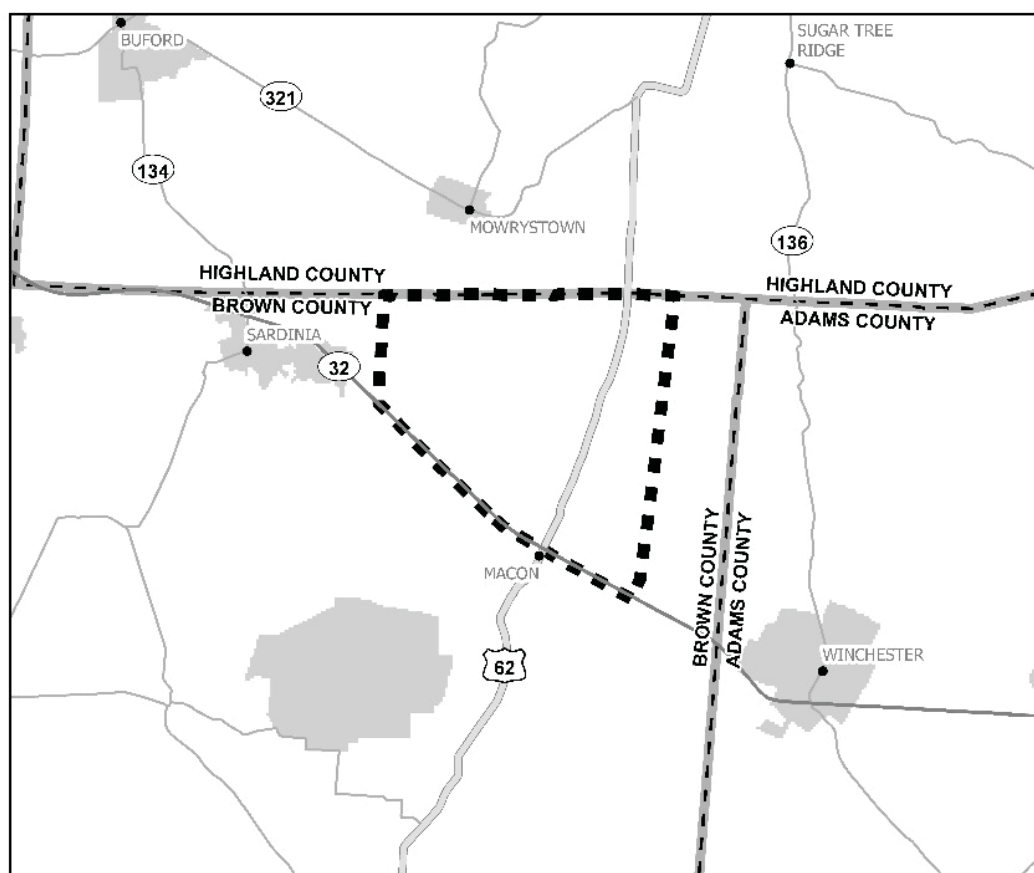 BUFORD
SUGAR TREE
RIDGE
321
134
MOWRYSTOWN
136
HIGHLAND COUNTY
HIGHLAND COUNTY
BROWN COUNTY
ADAMS COUNTY
SARDINIA
32
MACON
BROWN COUNTY
ADAMS COUNTY
62
WINCHESTER